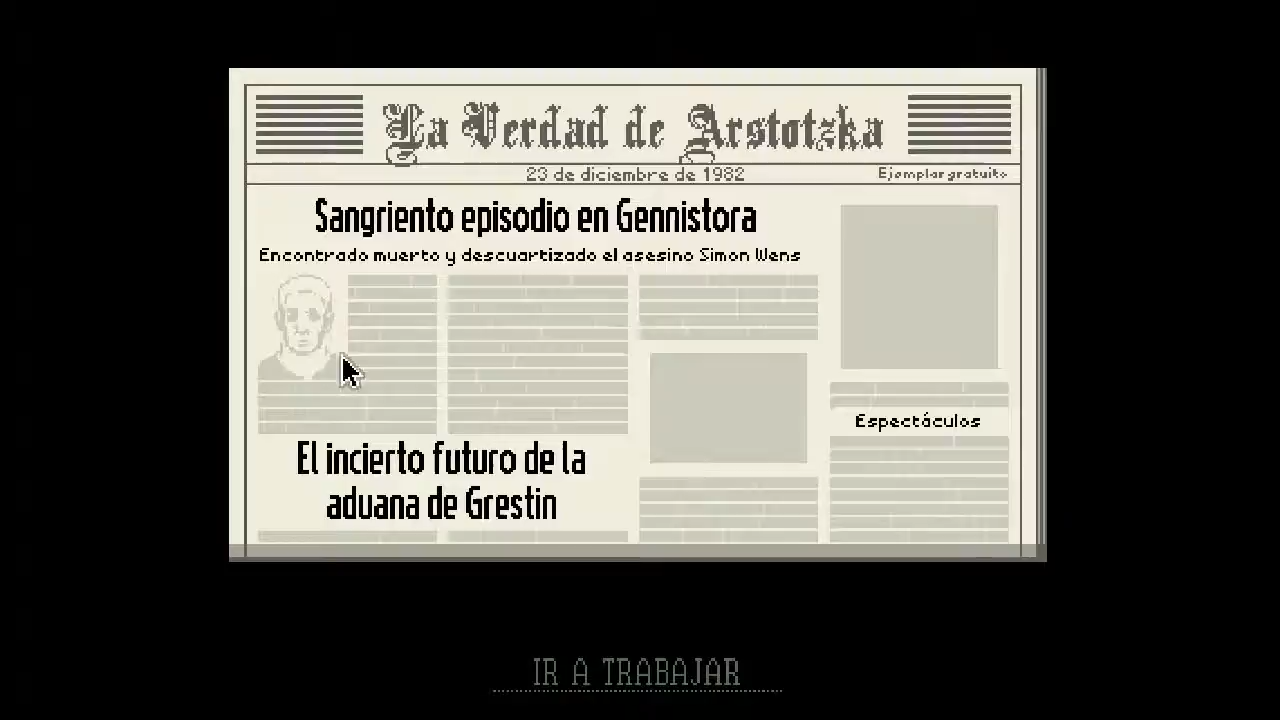 La Verdad de Arstotzka
23 de diciembre de 1982
Ejemplar gratuito
Sangriento episodio en Gennistora
Encontrado muerto y descuartizado el asesino Simon Wens
El incierto futuro de la
aduana de Grestin
Espectáculos
IR A TRABAJAR